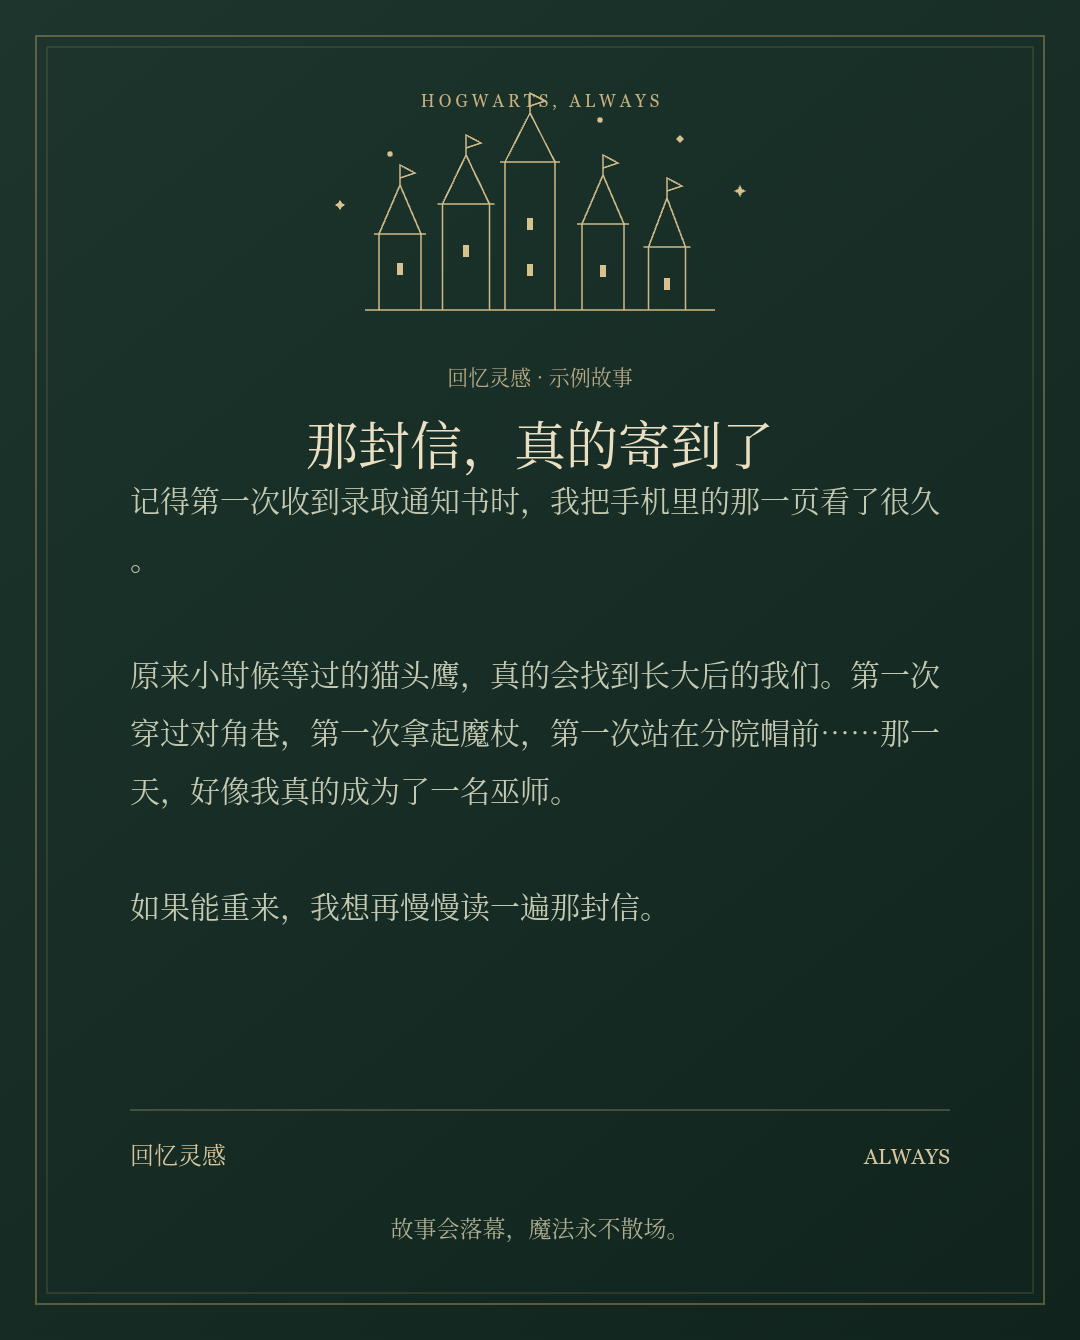 HOGWARTS, ALWAYS
回忆灵感 · 示例故事
那封信，真的寄到了
记得第一次收到录取通知书时，我把手机里的那一页看了很久
。
原来小时候等过的猫头鹰，真的会找到长大后的我们。第一次
穿过对角巷，第一次拿起魔杖，第一次站在分院帽前……那一
天，好像我真的成为了一名巫师。
如果能重来，我想再慢慢读一遍那封信。
回忆灵感
ALWAYS
故事会落幕，魔法永不散场。